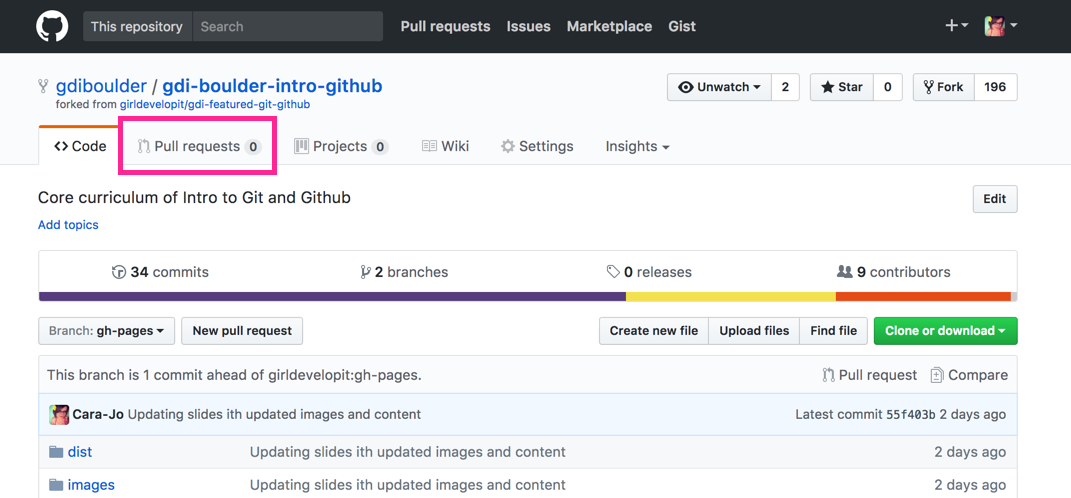 This repository Search Pull requests Issues Marketplace Gist
gdiboulder / gdi-boulder-intro-github Unwatch 2 Star 0 Fork 196
forked from girldevelopit/gdi-featured-git-github
Code Pull requests 0 Projects 0 Wiki Settings Insights
Core curriculum of Intro to Git and Github Edit
Add topics
34 commits 2 branches 0 releases 9 contributors
Branch: gh-pages New pull request Create new file Upload files Find file Clone or download
This branch is 1 commit ahead of girldevelopit:gh-pages. Pull request Compare
Cara-Jo Updating slides ith updated images and content Latest commit 55f403b 2 days ago
dist Updating slides ith updated images and content 2 days ago
images Updating slides ith updated images and content 2 days ago